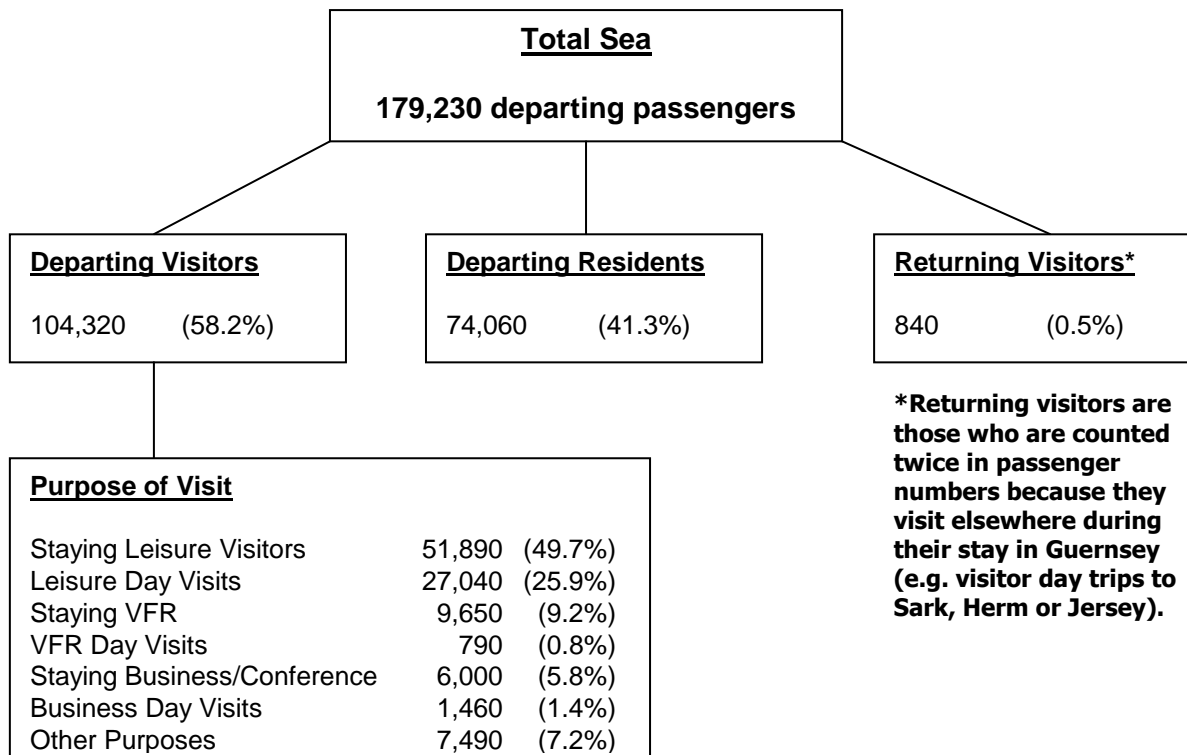 Total Sea
179,230 departing passengers
Departing Visitors
104,320 (58.2%)
Departing Residents
74,060 (41.3%)
Returning Visitors*
840 (0.5%)
*Returning visitors are
those who are counted
twice in passenger
numbers because they
visit elsewhere during
their stay in Guernsey
(e.g. visitor day trips to
Sark, Herm or Jersey).
Purpose of Visit
Staying Leisure Visitors 51,890 (49.7%)
Leisure Day Visits 27,040 (25.9%)
Staying VFR 9,650 (9.2%)
VFR Day Visits 790 (0.8%)
Staying Business/Conference 6,000 (5.8%)
Business Day Visits 1,460 (1.4%)
Other Purposes 7,490 (7.2%)